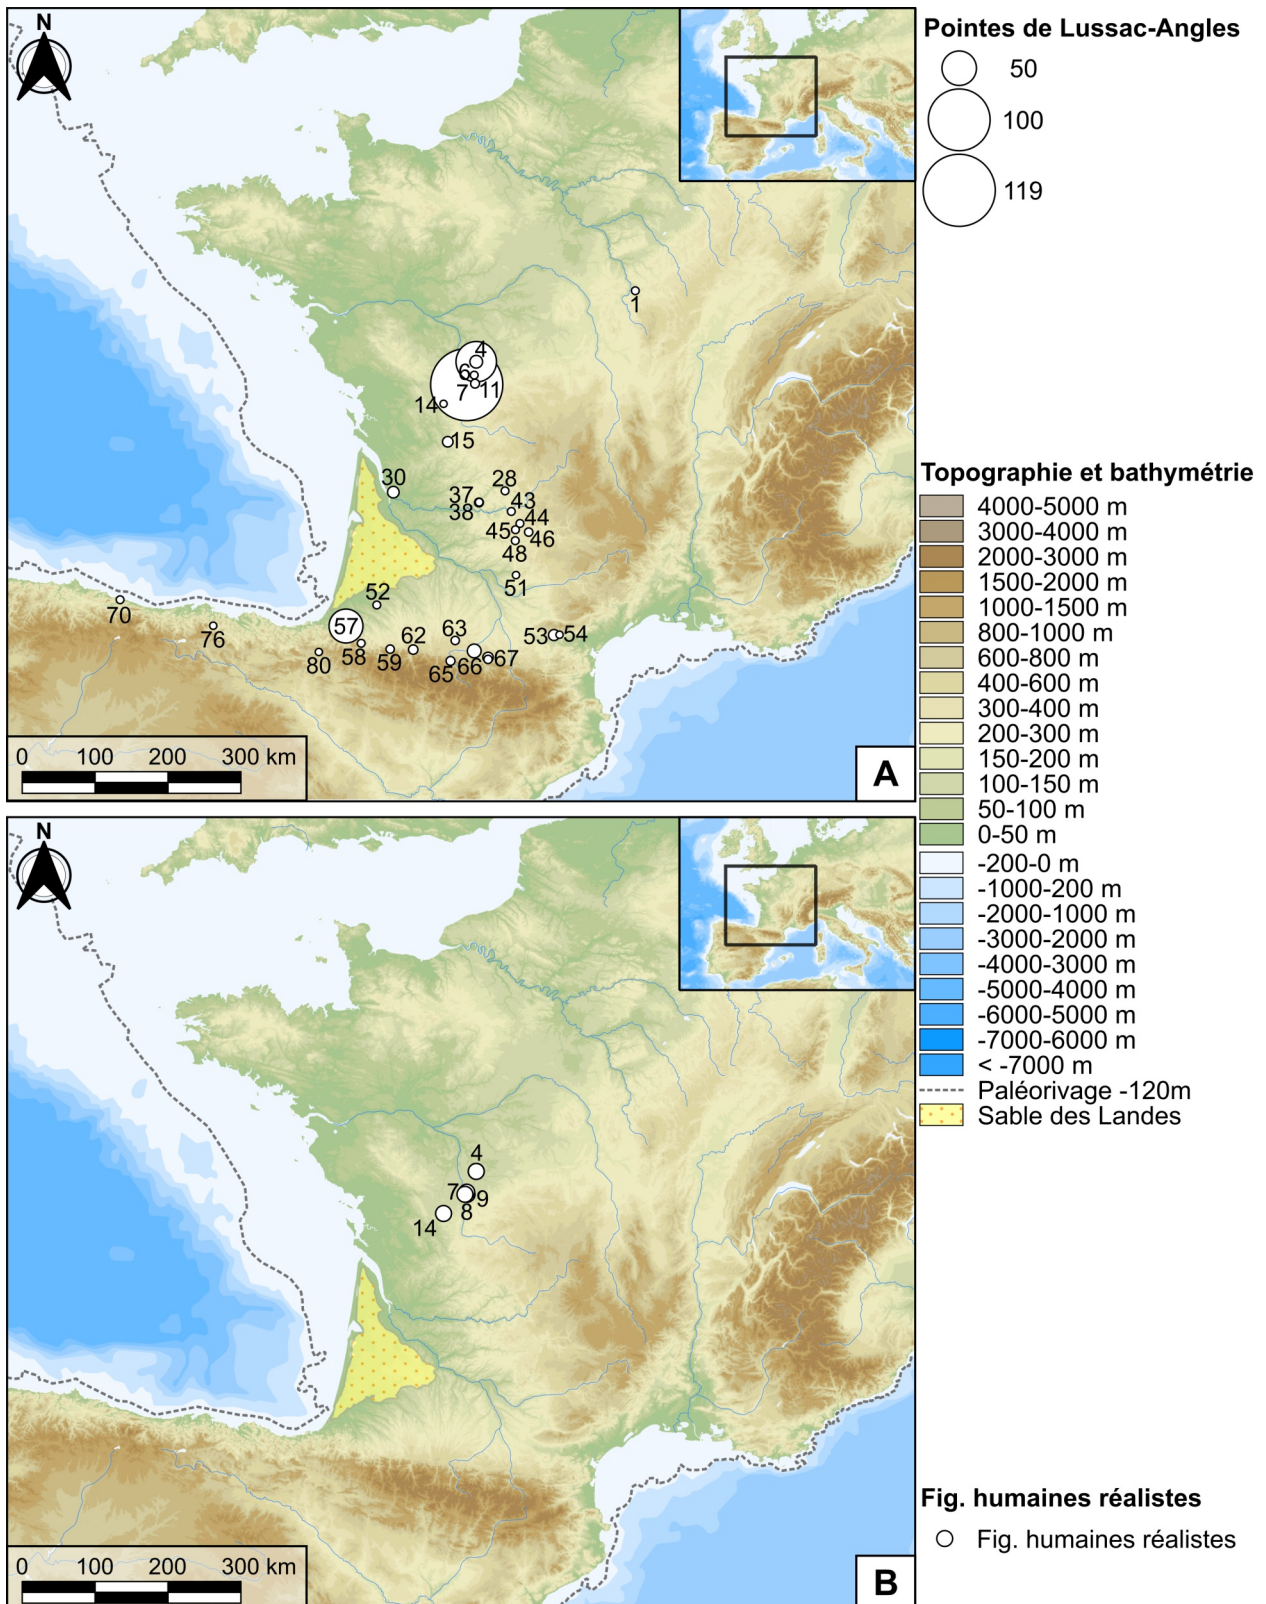 N
4
6
7
11
14
15
1
30
28
37
38
43
44
45
46
48
51
52
57
58
59
62
63
65
66
67
53
54
70
76
80
0 100 200 300 km
A
Pointes de Lussac-Angles
50
100
119
Topographie et bathymétrie
4000-5000 m
3000-4000 m
2000-3000 m
1500-2000 m
1000-1500 m
800-1000 m
600-800 m
400-600 m
300-400 m
200-300 m
150-200 m
100-150 m
50-100 m
0-50 m
-200-0 m
-1000-200 m
-2000-1000 m
-3000-2000 m
-4000-3000 m
-5000-4000 m
-6000-5000 m
-7000-6000 m
< -7000 m
Paléorivage -120m
Sable des Landes
N
4
7
9
8
14
0 100 200 300 km
B
Fig. humaines réalistes
Fig. humaines réalistes